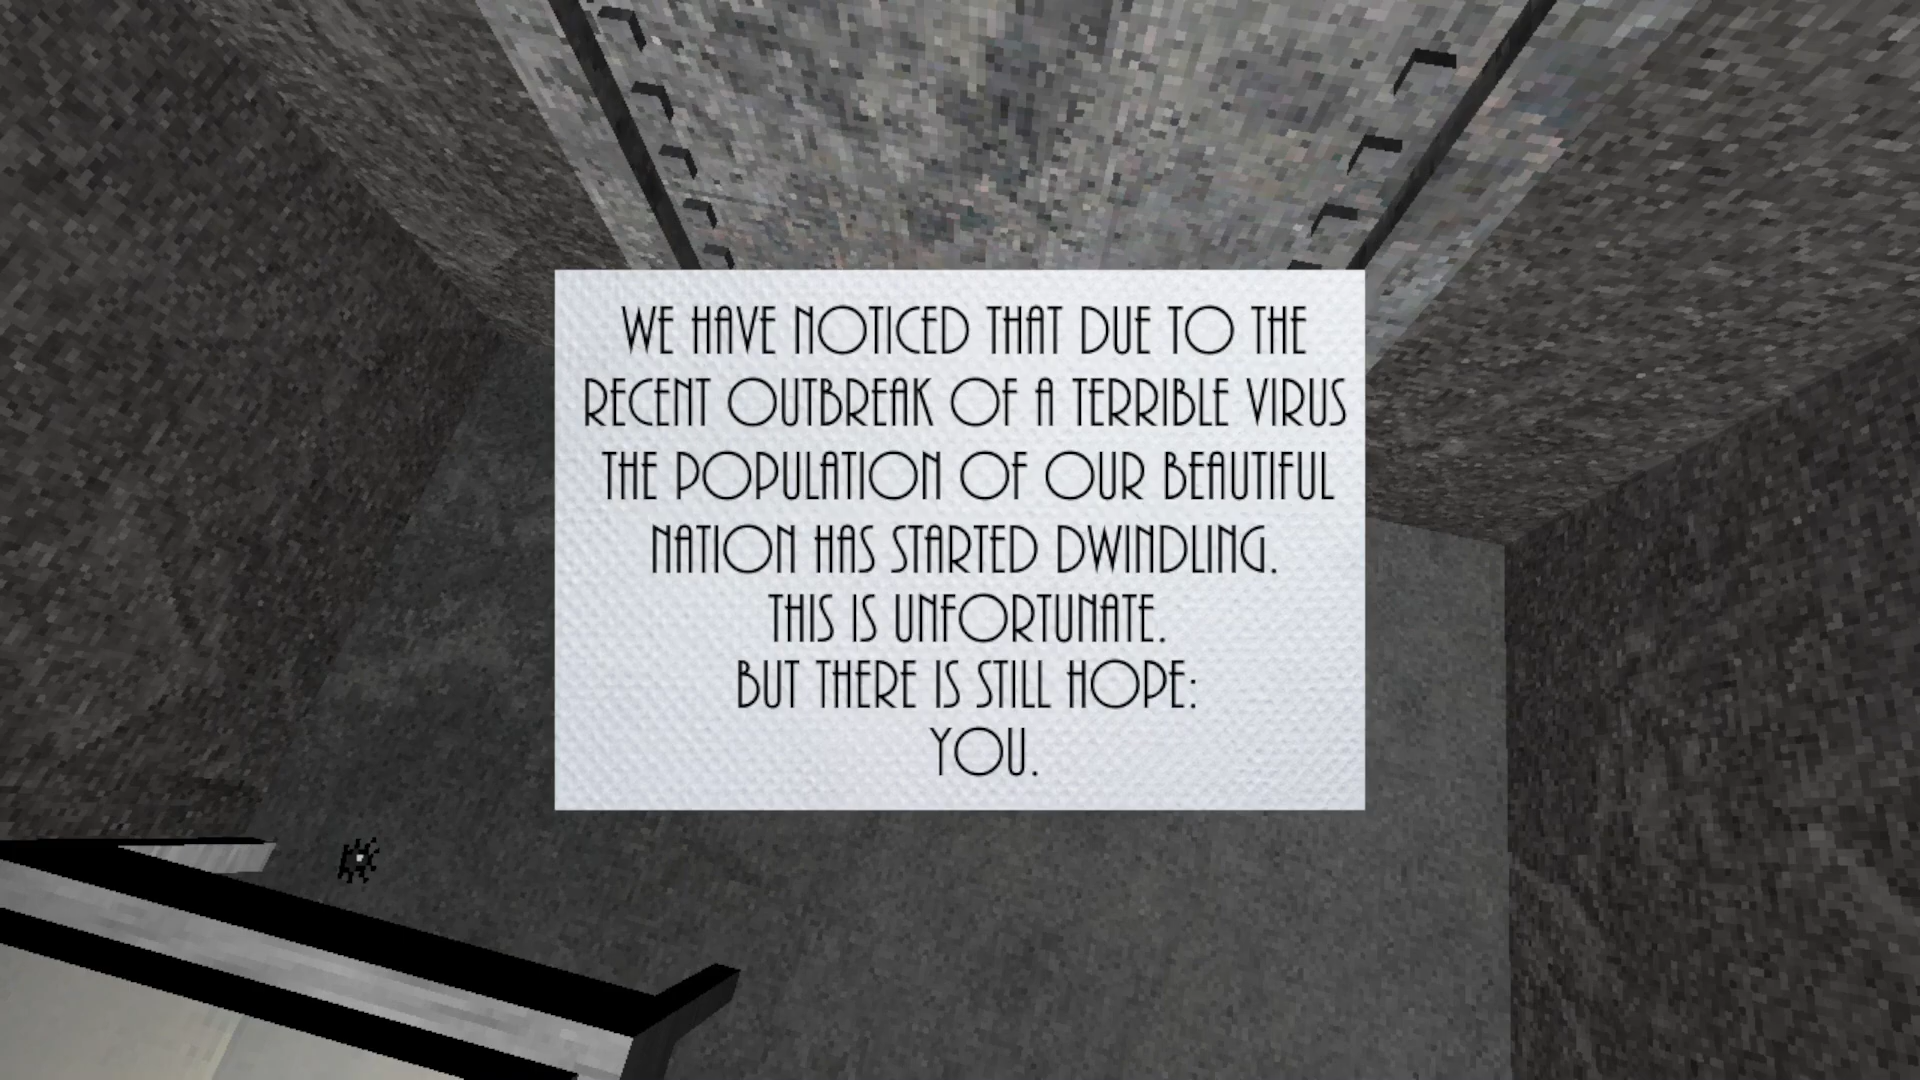 WE HAVE NOTICED THAT DUE TO THE
RECENT OUTBREAK OF A TERRIBLE VIRUS
THE POPULATION OF OUR BEAUTIFUL
NATION HAS STARTED DWINDLING.
THIS IS UNFORTUNATE.
BUT THERE IS STILL HOPE:
YOU.